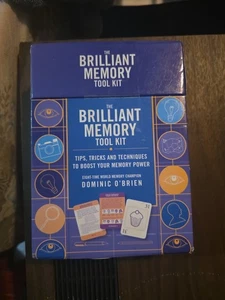 THE
BRILLIANT
MEMORY
TOOL KIT
THE
BRILLIANT
MEMORY
TOOL KIT
TIPS, TRICKS AND TECHNIQUES
TO BOOST YOUR MEMORY POWER
EIGHT-TIME WORLD MEMORY CHAMPION
DOMINIC O'BRIEN